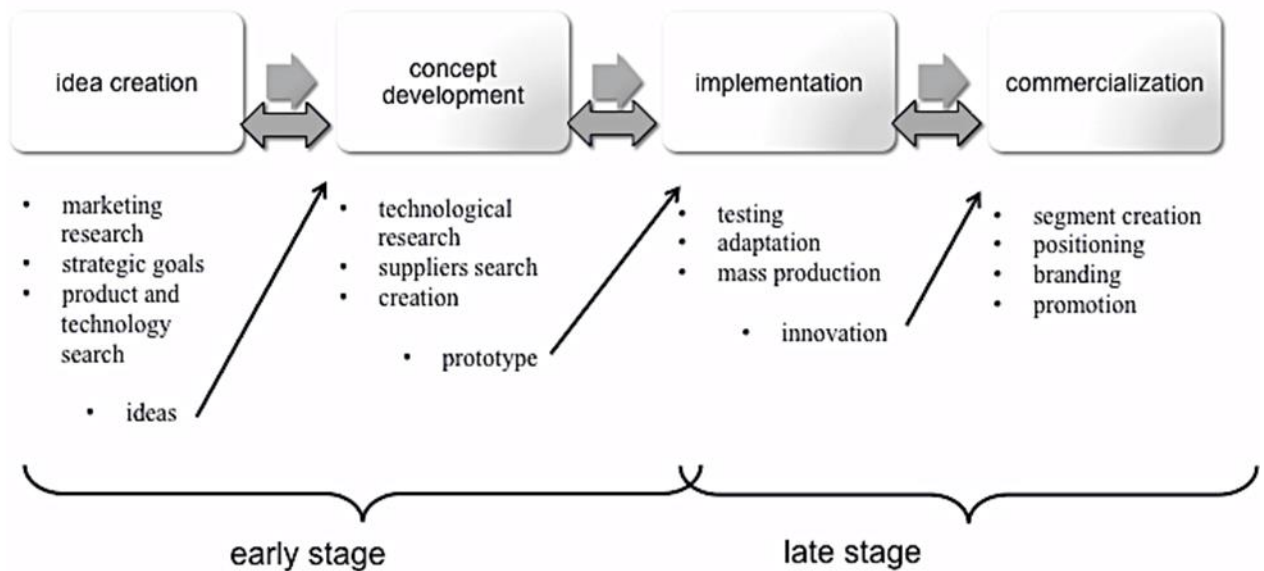 idea creation
concept
development
implementation
commercialization
• marketing
research
• strategic goals
• product and
technology
search
• ideas
• technological
research
• suppliers search
• creation
• prototype
• testing
• adaptation
• mass production
• innovation
• segment creation
• positioning
• branding
• promotion
early stage
late stage